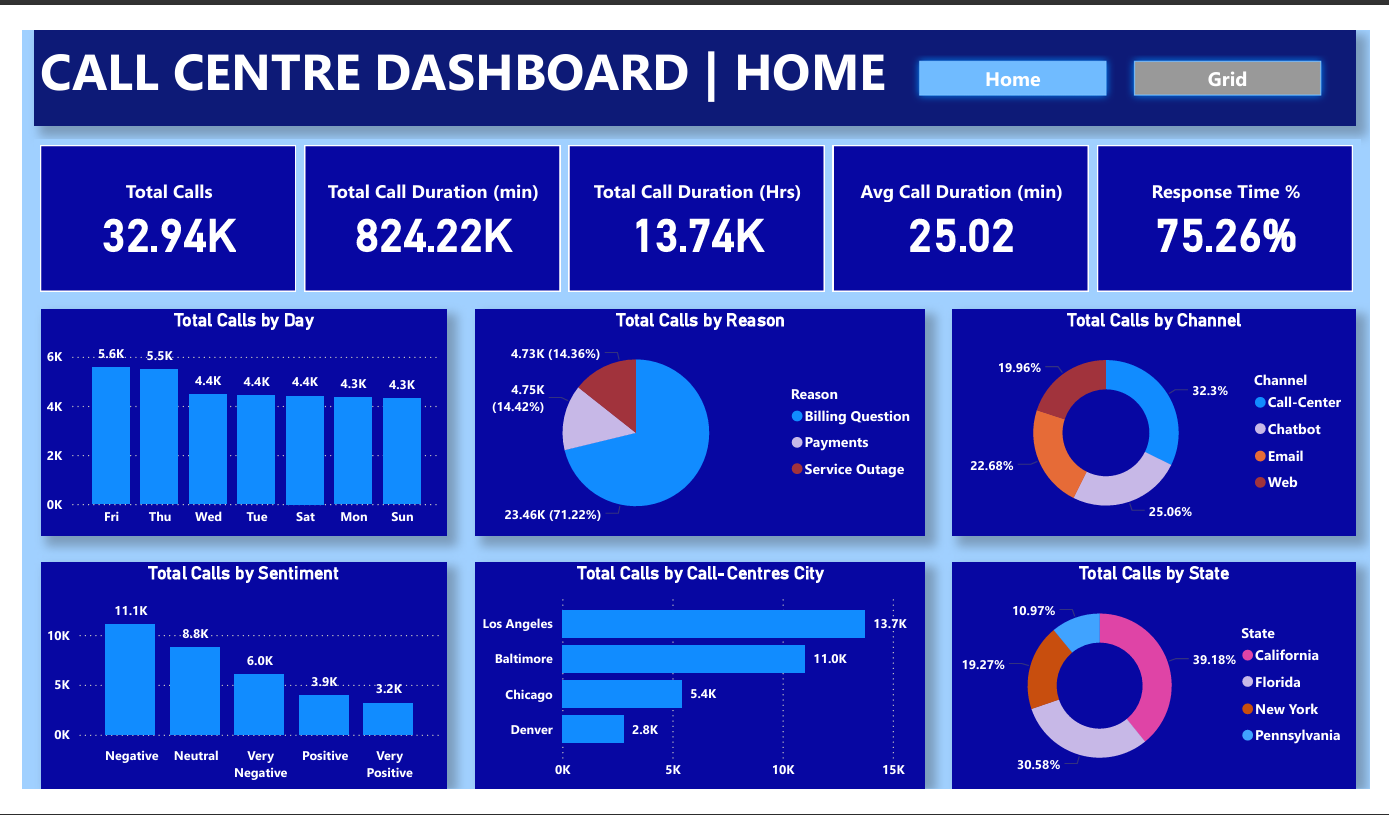 CALL CENTRE DASHBOARD | HOME
Home
Grid
Total Calls
32.94K
Total Call Duration (min)
824.22K
Total Call Duration (Hrs)
13.74K
Avg Call Duration (min)
25.02
Response Time %
75.26%
Total Calls by Day
6K
4K
2K
0K
5.6K
5.5K
4.4K
4.4K
4.4K
4.3K
4.3K
Fri
Thu
Wed
Tue
Sat
Mon
Sun
Total Calls by Reason
4.73K (14.36%)
4.75K
(14.42%)
23.46K (71.22%)
Reason
Billing Question
Payments
Service Outage
Total Calls by Channel
19.96%
32.3%
22.68%
25.06%
Channel
Call-Center
Chatbot
Email
Web
Total Calls by Sentiment
10K
5K
0K
11.1K
8.8K
6.0K
3.9K
3.2K
Negative
Neutral
Very
Negative
Positive
Very
Positive
Total Calls by Call-Centres City
Los Angeles
13.7K
Baltimore
11.0K
Chicago
5.4K
Denver
2.8K
0K
5K
10K
15K
Total Calls by State
10.97%
39.18%
19.27%
30.58%
State
California
Florida
New York
Pennsylvania